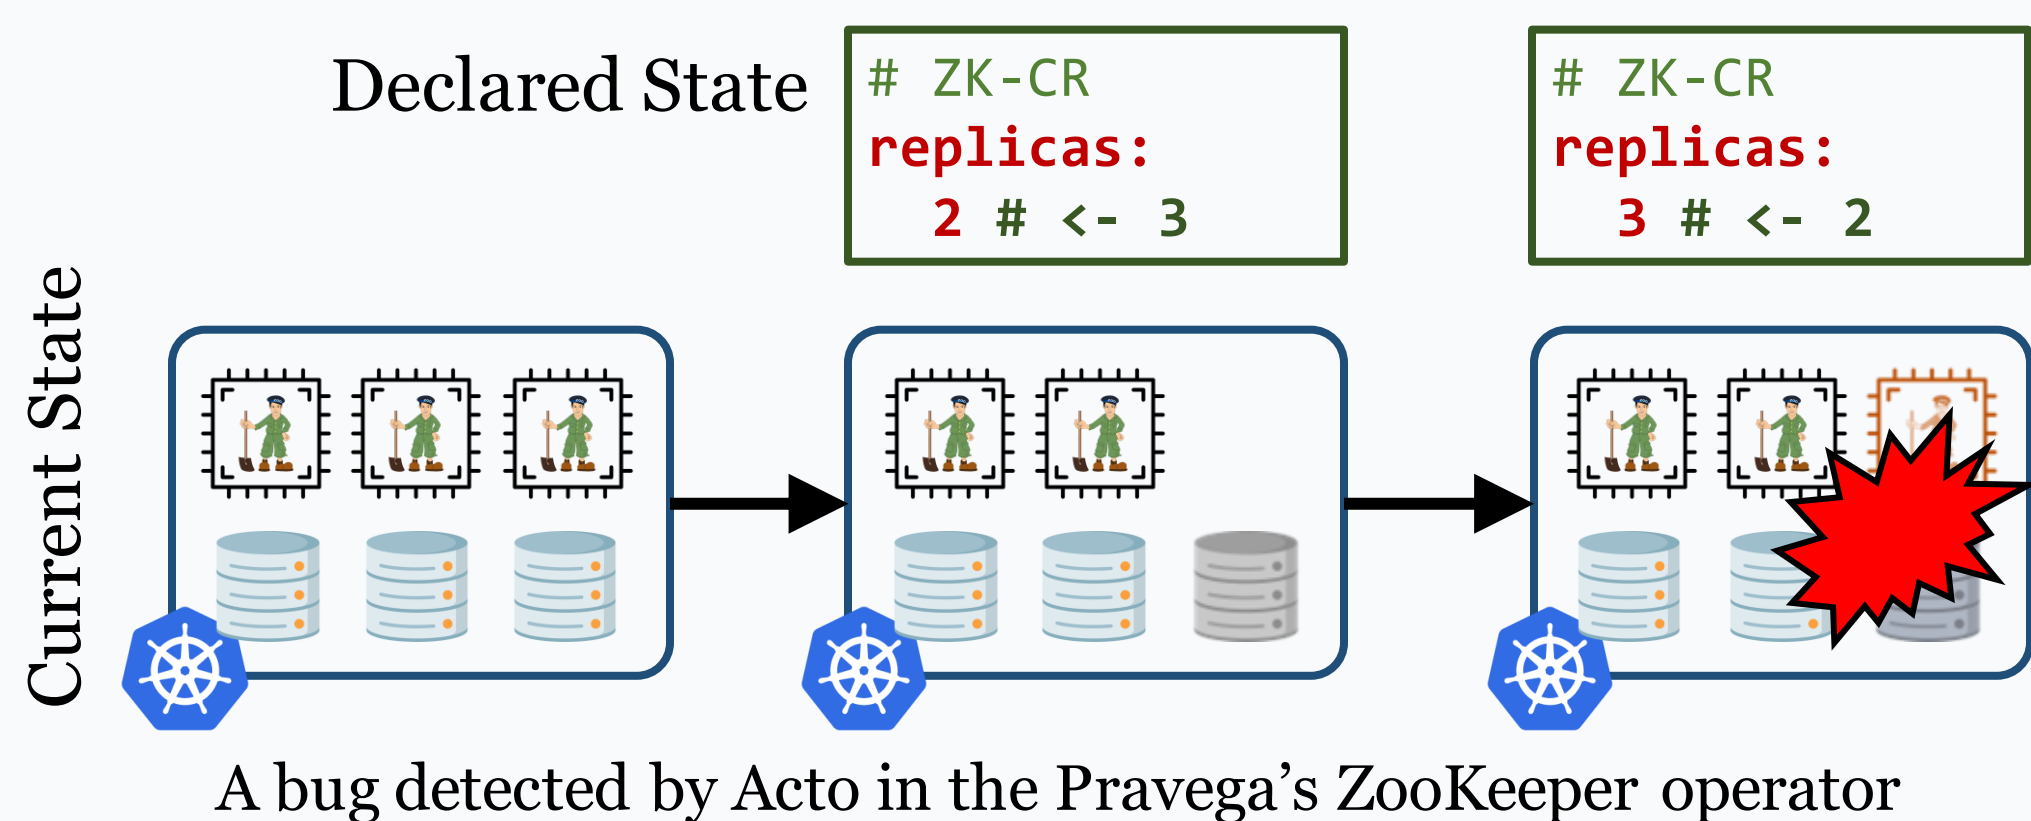 Declared State
# ZK-CR
replicas:
2 # <- 3
# ZK-CR
replicas:
3 # <- 2
Current State
A bug detected by Acto in the Pravega’s ZooKeeper operator